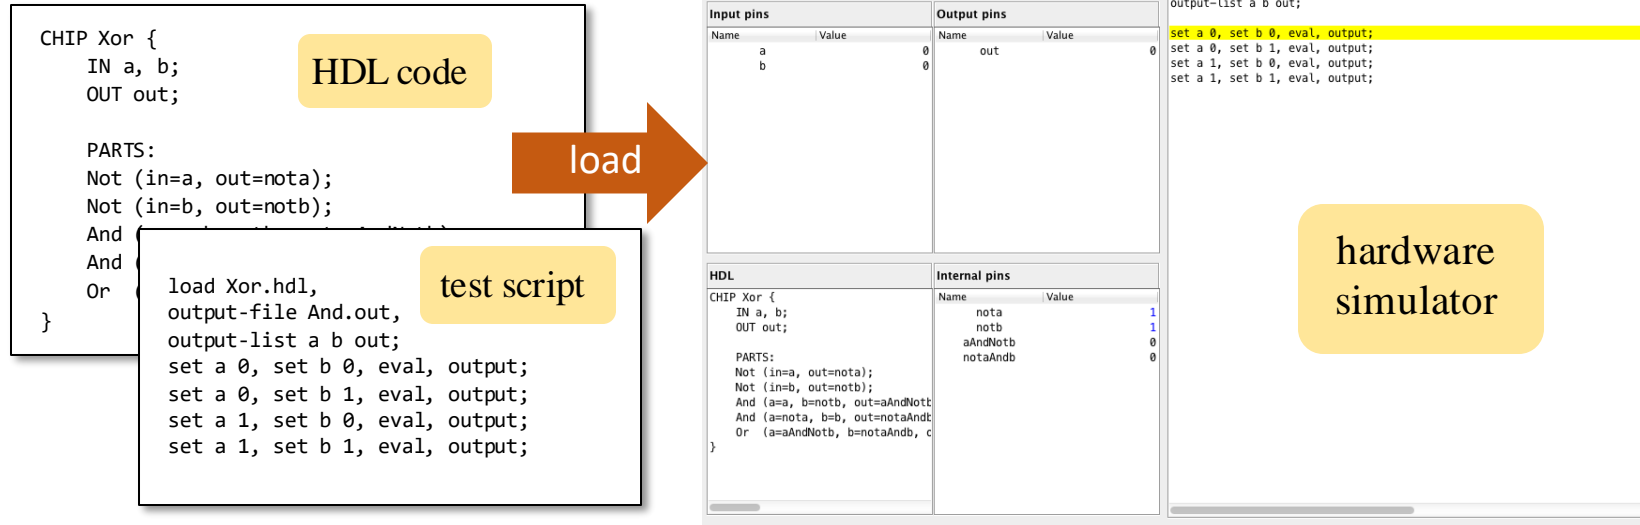 CHIP Xor {
IN a, b;
OUT out;
PARTS:
Not (in=a, out=nota);
Not (in=b, out=notb);
And (
And (
Or (
}
HDL code
load Xor.hdl,
output-file And.out,
output-list a b out;
set a 0, set b 0, eval, output;
set a 0, set b 1, eval, output;
set a 1, set b 0, eval, output;
set a 1, set b 1, eval, output;
test script
load
Input pins
Name Value
a 0
b 0
Output pins
Name Value
out 0
HDL
CHIP Xor {
IN a, b;
OUT out;
PARTS:
Not (in=a, out=nota);
Not (in=b, out=notb);
And (a=a, b=notb, out=aAndNotb
And (a=nota, b=b, out=notaAndb
Or (a=aAndNotb, b=notaAndb, o
}
Internal pins
Name Value
nota 1
notb 1
aAndNotb 0
notaAndb 0
output-list a b out;
set a 0, set b 0, eval, output;
set a 0, set b 1, eval, output;
set a 1, set b 0, eval, output;
set a 1, set b 1, eval, output;
hardware
simulator